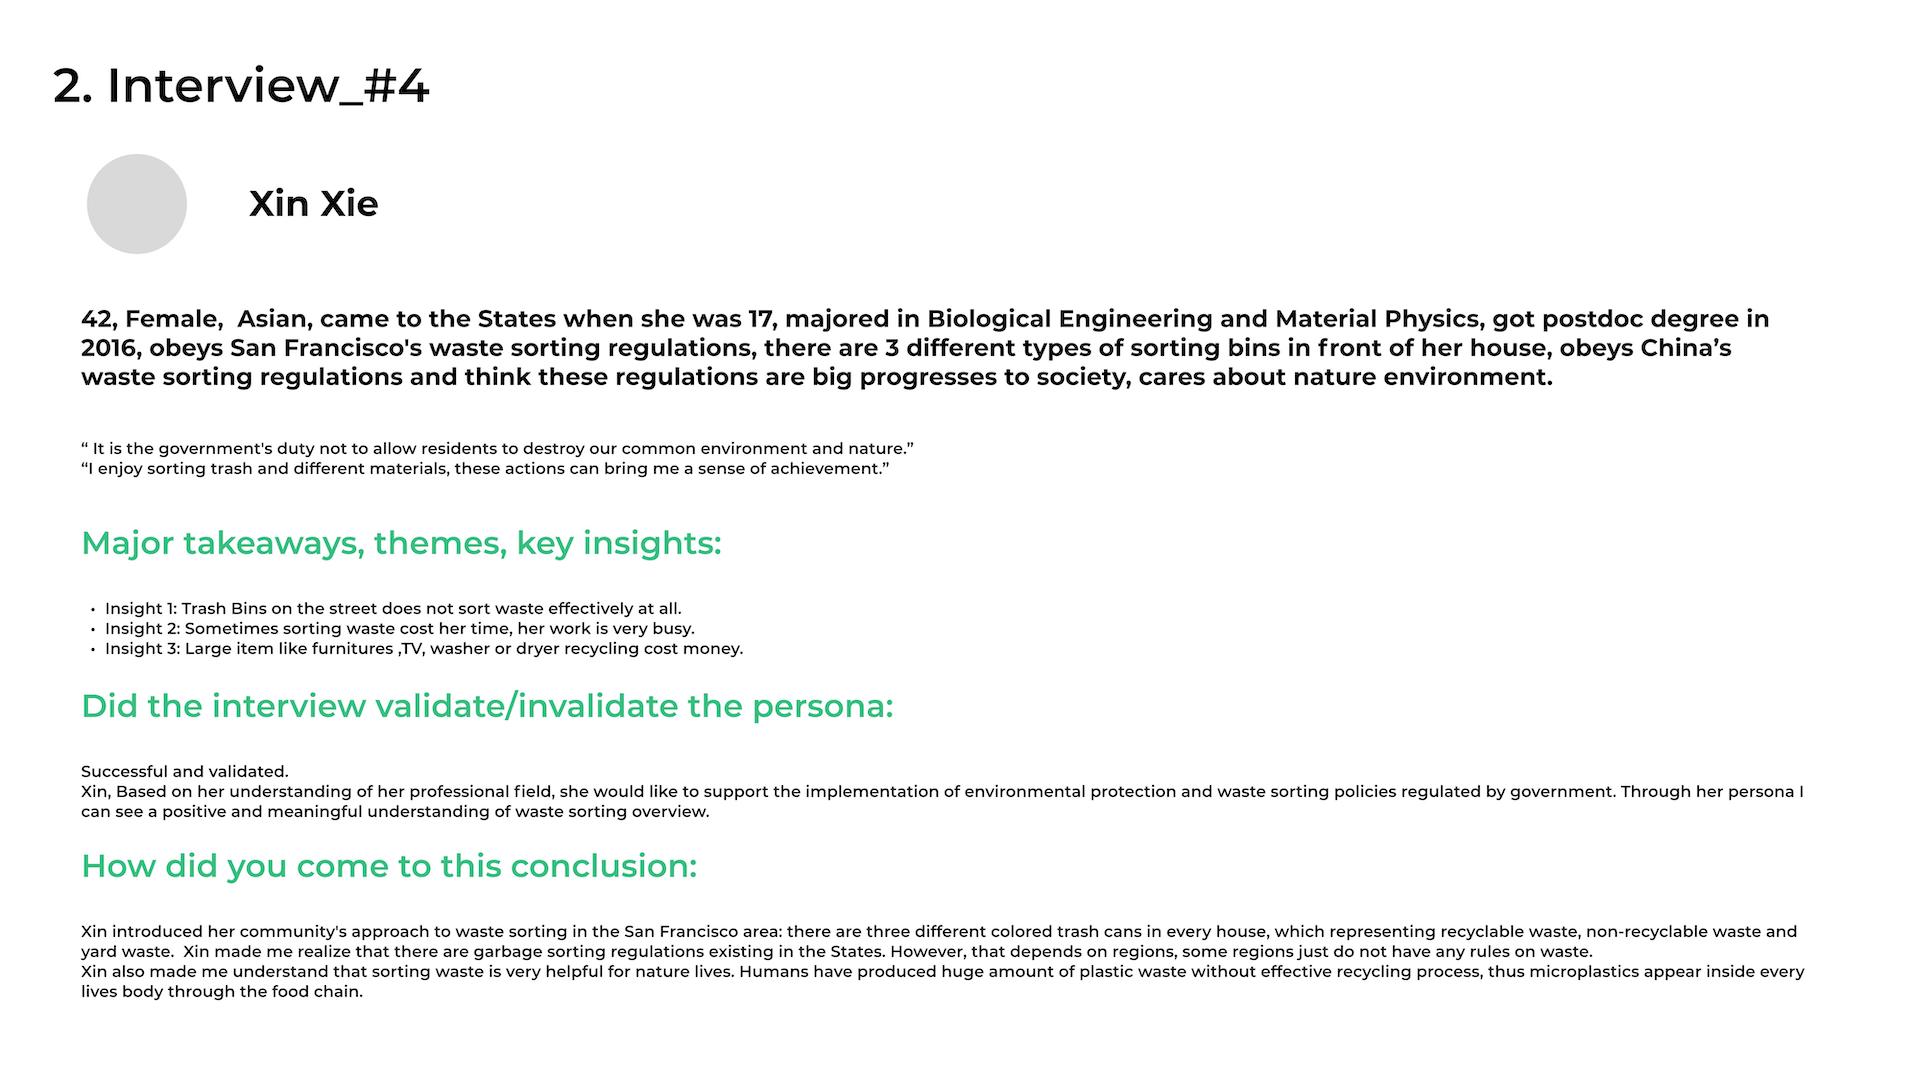 2. Interview_#4
Xin Xie
42, Female,  Asian, came to the States when she was 17, majored in Biological Engineering and Material Physics, got postdoc degree in
2016, obeys San Francisco's waste sorting regulations, there are 3 different types of sorting bins in front of her house, obeys China’s
waste sorting regulations and think these regulations are big progresses to society, cares about nature environment.
“ It is the government's duty not to allow residents to destroy our common environment and nature.”
“I enjoy sorting trash and different materials, these actions can bring me a sense of achievement.”
Major takeaways, themes, key insights:
• Insight 1: Trash Bins on the street does not sort waste effectively at all.
• Insight 2: Sometimes sorting waste cost her time, her work is very busy.
• Insight 3: Large item like furnitures ,TV, washer or dryer recycling cost money.
Did the interview validate/invalidate the persona:
Successful and validated.
Xin, Based on her understanding of her professional field, she would like to support the implementation of environmental protection and waste sorting policies regulated by government. Through her persona I
can see a positive and meaningful understanding of waste sorting overview.
How did you come to this conclusion:
Xin introduced her community's approach to waste sorting in the San Francisco area: there are three different colored trash cans in every house, which representing recyclable waste, non-recyclable waste and
yard waste.  Xin made me realize that there are garbage sorting regulations existing in the States. However, that depends on regions, some regions just do not have any rules on waste.
Xin also made me understand that sorting waste is very helpful for nature lives. Humans have produced huge amount of plastic waste without effective recycling process, thus microplastics appear inside every
lives body through the food chain.